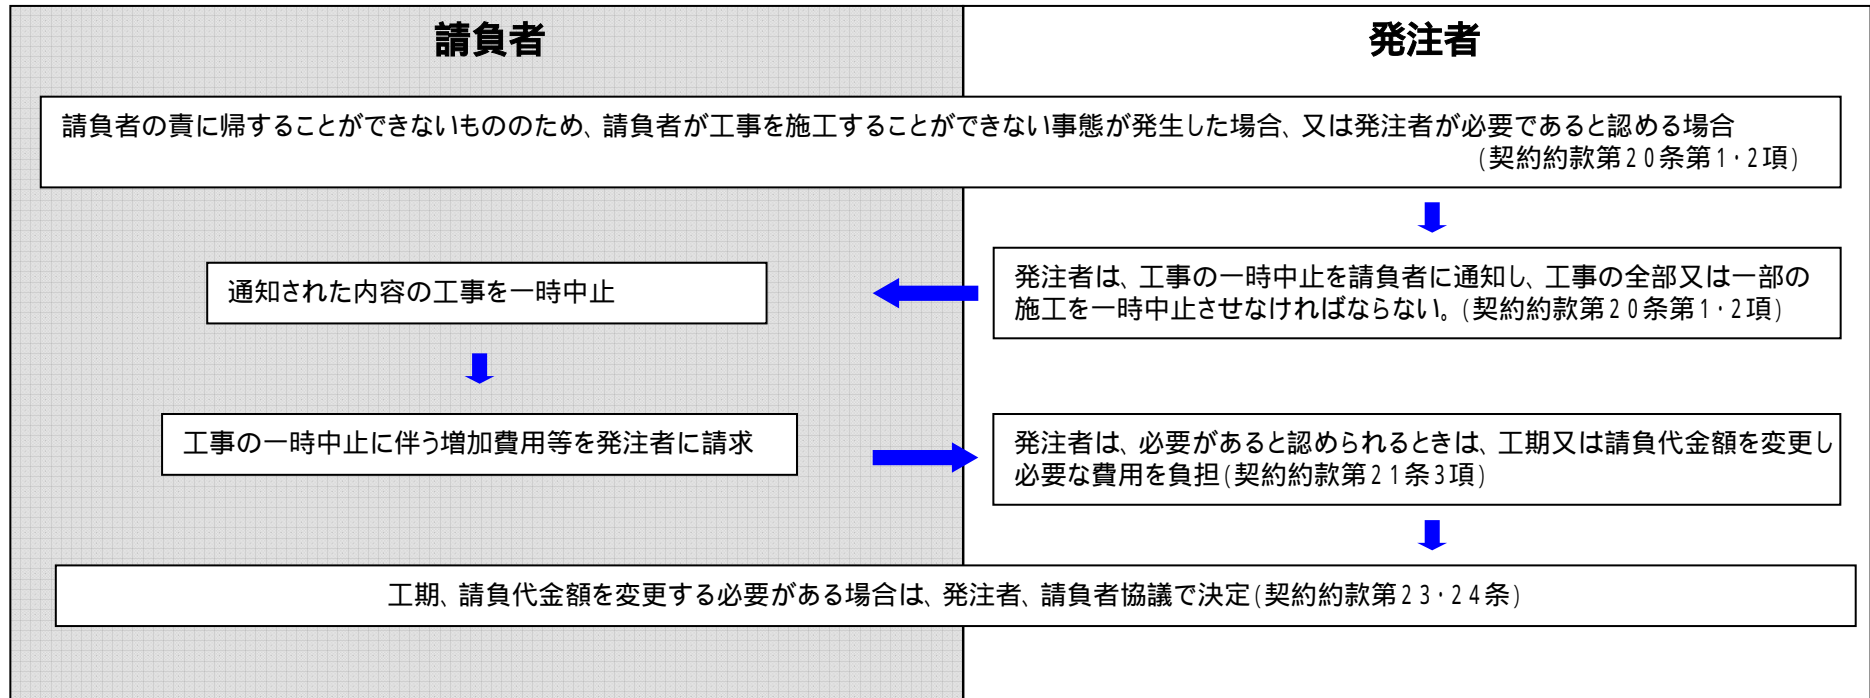 請負者
発注者
請負者の責に帰することができないもののため、請負者が工事を施工することができない事態が発生した場合、又は発注者が必要であると認める場合
(契約約款第20条第1・2項)
発注者は、工事の一時中止を請負者に通知し、工事の全部又は一部の
施工を一時中止させなければならない。(契約約款第20条第1・2項)
通知された内容の工事を一時中止
工事の一時中止に伴う増加費用等を発注者に請求
発注者は、必要があると認められるときは、工期又は請負代金額を変更し
必要な費用を負担(契約約款第21条3項)
工期、請負代金額を変更する必要がある場合は、発注者、請負者協議で決定(契約約款第23・24条)